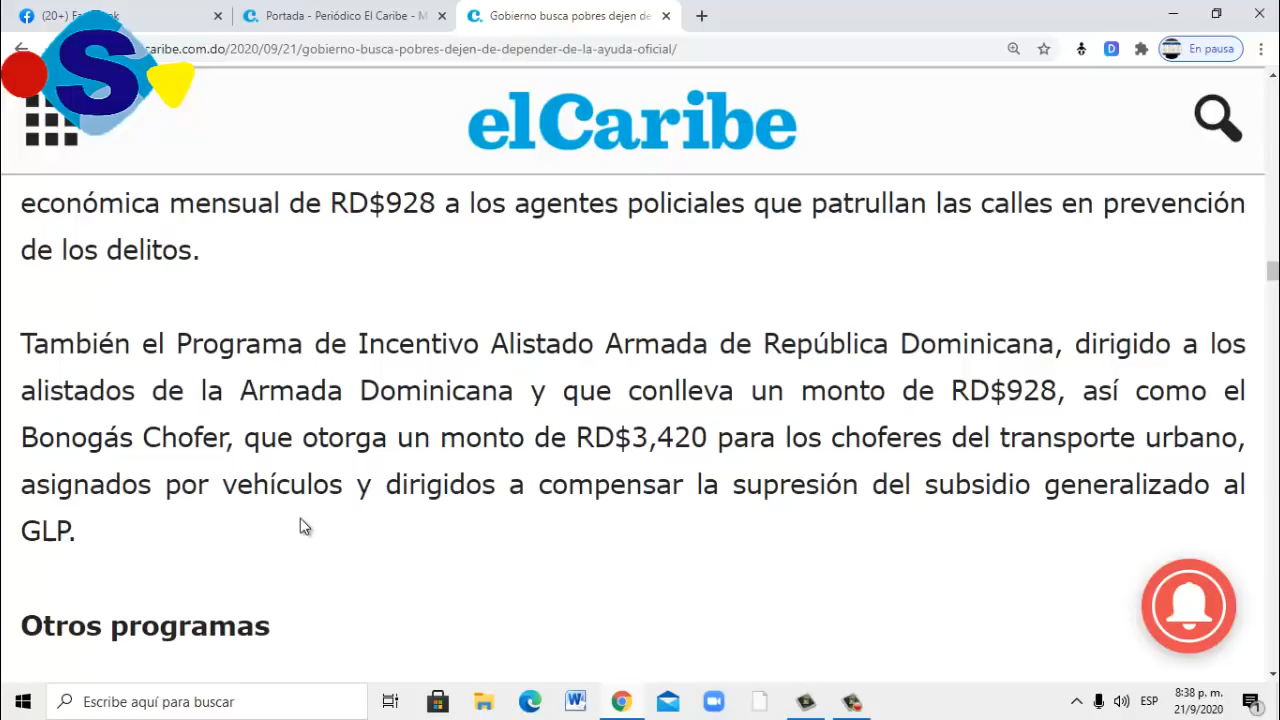 (20+) Fa ok
Portada - Periódico El Caribe - M
Gobierno busca pobres dejen de
caribe.com.do/2020/09/21/gobierno-busca-pobres-dejen-de-depender-de-la-ayuda-oficial/
D
En pausa
S
elCaribe
económica mensual de RD$928 a los agentes policiales que patrullan las calles en prevención
de los delitos.
También el Programa de Incentivo Alistado Armada de República Dominicana, dirigido a los
alistados de la Armada Dominicana y que conlleva un monto de RD$928, así como el
Bonogás Chofer, que otorga un monto de RD$3,420 para los choferes del transporte urbano,
asignados por vehículos y dirigidos a compensar la supresión del subsidio generalizado al
GLP.
Otros programas
Escribe aquí para buscar
ESP
8:38 p. m.
21/9/2020
1